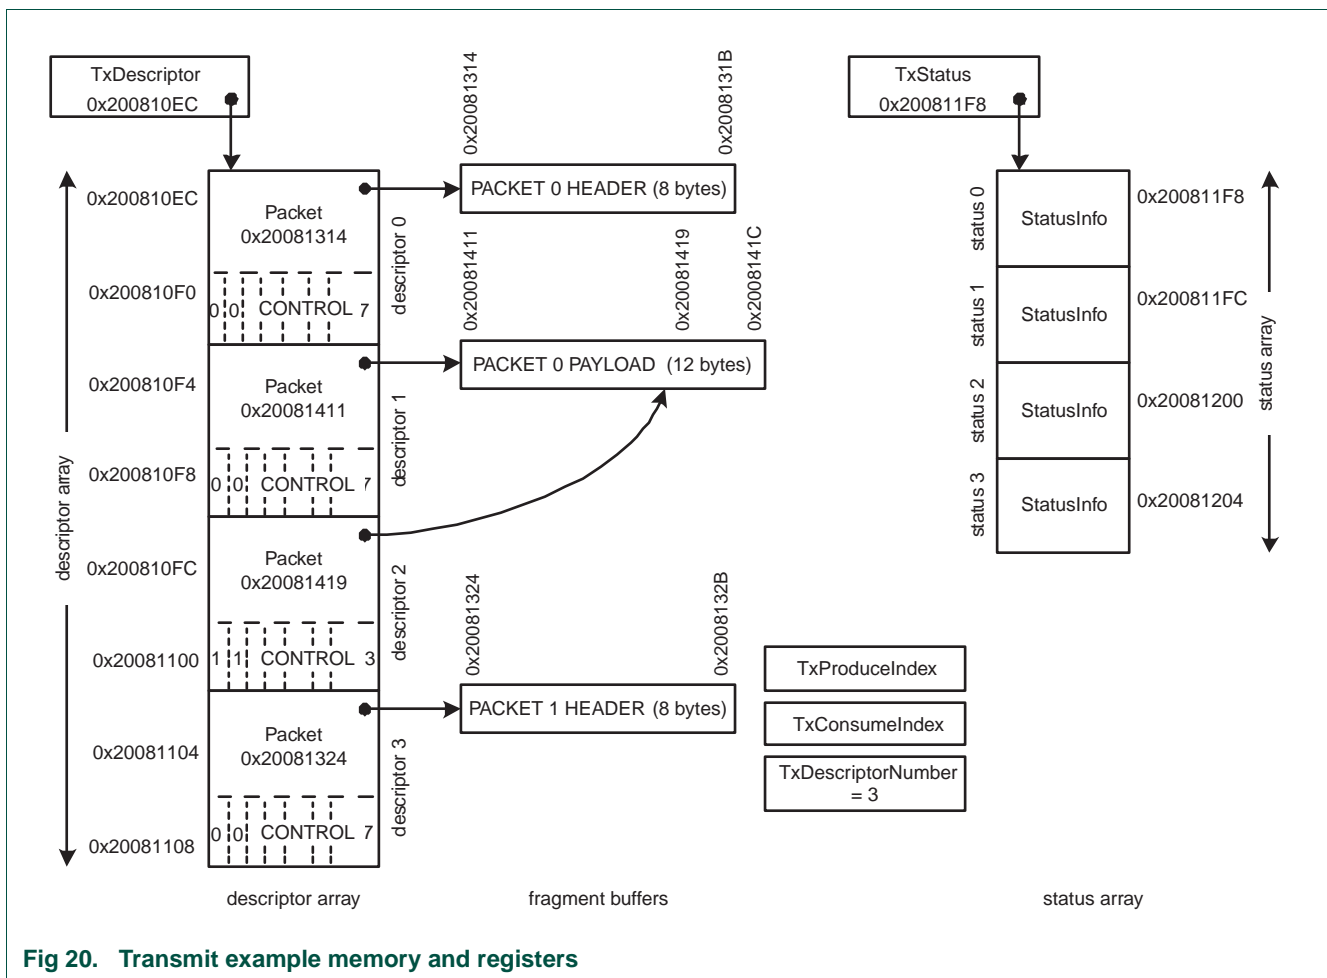 TxDescriptor
0x200810EC
TxStatus
0x200811F8
0x20081314
0x2008131B
descriptor array
0x200810EC
Packet
0x20081314
descriptor 0
0x200810F0
0 0 CONTROL 7
PACKET 0 HEADER (8 bytes)
0x20081411
0x20081419
0x2008141C
0x200810F4
Packet
0x20081411
descriptor 1
0x200810F8
0 0 CONTROL 7
PACKET 0 PAYLOAD (12 bytes)
0x200810FC
Packet
0x20081419
descriptor 2
0x20081100
1 1 CONTROL 3
0x20081324
0x2008132B
PACKET 1 HEADER (8 bytes)
0x20081104
Packet
0x20081324
descriptor 3
0x20081108
0 0 CONTROL 7
status 0
StatusInfo
0x200811F8
status 1
StatusInfo
0x200811FC
status 2
StatusInfo
0x20081200
status 3
StatusInfo
0x20081204
status array
TxProduceIndex
TxConsumeIndex
TxDescriptorNumber
= 3
descriptor array
fragment buffers
status array
Fig 20. Transmit example memory and registers